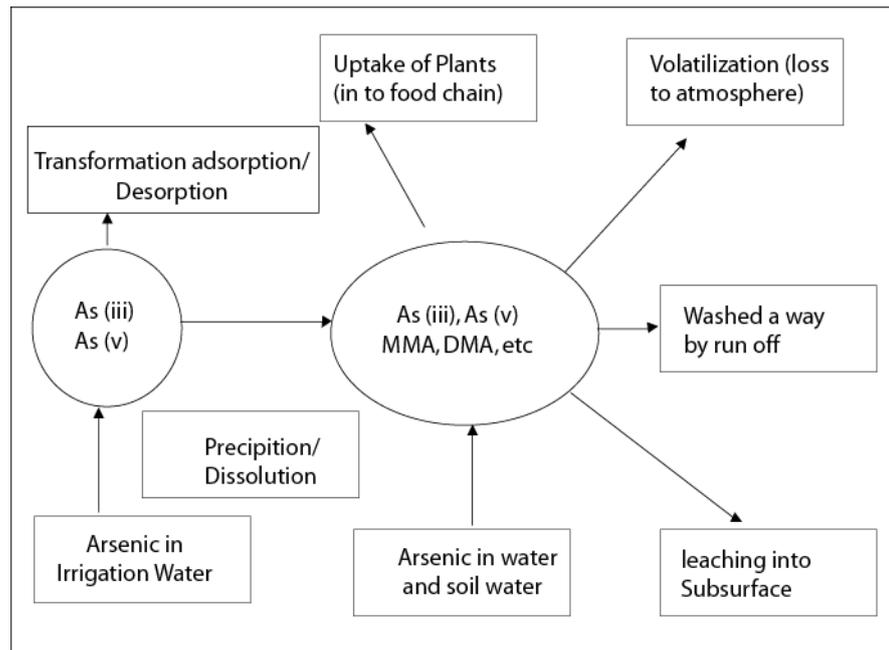 Uptake of Plants
(in to food chain)
Volatilization (loss
to atmosphere)
Transformation adsorption/
Desorption
As (iii)
As (v)
As (iii), As (v)
MMA, DMA, etc
Washed a way
by run off
Precipition/
Dissolution
Arsenic in
Irrigation Water
Arsenic in water
and soil water
leaching into
Subsurface